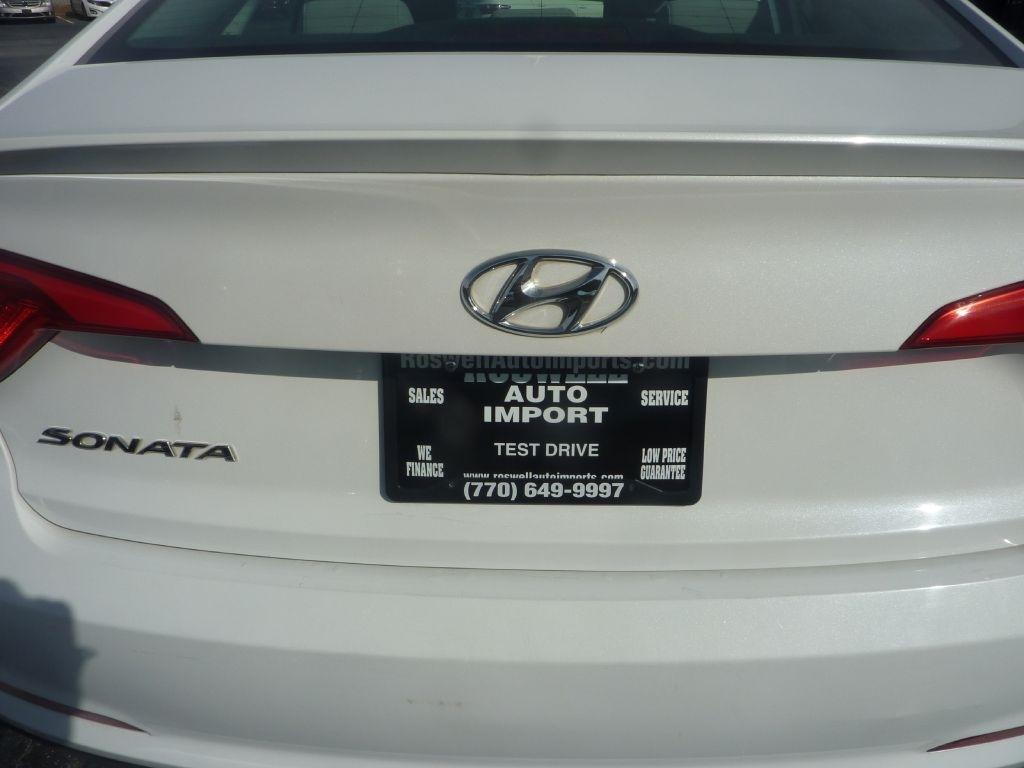 RoswellAutoImports.com
ROSWELL
SALES
AUTO
SERVICE
IMPORT
TEST DRIVE
WE
FINANCE
LOW PRICE
GUARANTEE
www.roswellautoimports.com
(770) 649-9997
SONATA